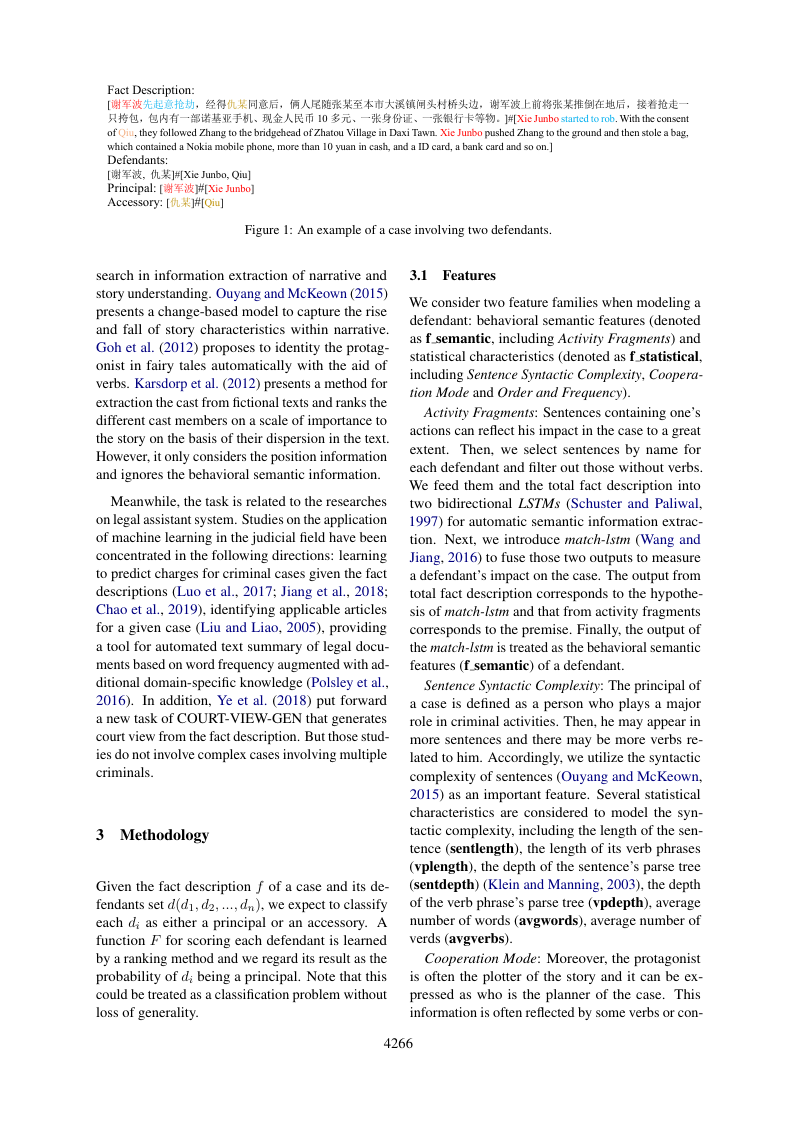 Fact Description:
[谢军波先起意抢劫，经得仇某同意后，俩人尾随张某至本市大溪镇闸头村桥头边，谢军波上前将张某推倒在地后，接着抢走一
只挎包，包内有一部诺基亚手机、现金人民币 10 多元、一张身份证、一张银行卡等物。]#[Xie Junbo started to rob. With the consent
of Qiu, they followed Zhang to the bridgehead of Zhatou Village in Daxi Tawn. Xie Junbo pushed Zhang to the ground and then stole a bag,
which contained a Nokia mobile phone, more than 10 yuan in cash, and a ID card, a bank card and so on.]
Defendants:
[谢军波, 仇某]#[Xie Junbo, Qiu]
Principal: [谢军波]#[Xie Junbo]
Accessory: [仇某]#[Qiu]
Figure 1: An example of a case involving two defendants.
search in information extraction of narrative and
story understanding. Ouyang and McKeown (2015)
presents a change-based model to capture the rise
and fall of story characteristics within narrative.
Goh et al. (2012) proposes to identity the protag-
onist in fairy tales automatically with the aid of
verbs. Karsdorp et al. (2012) presents a method for
extraction the cast from fictional texts and ranks the
different cast members on a scale of importance to
the story on the basis of their dispersion in the text.
However, it only considers the position information
and ignores the behavioral semantic information.
Meanwhile, the task is related to the researches
on legal assistant system. Studies on the application
of machine learning in the judicial field have been
concentrated in the following directions: learning
to predict charges for criminal cases given the fact
descriptions (Luo et al., 2017; Jiang et al., 2018;
Chao et al., 2019), identifying applicable articles
for a given case (Liu and Liao, 2005), providing
a tool for automated text summary of legal docu-
ments based on word frequency augmented with ad-
ditional domain-specific knowledge (Polsley et al.,
2016). In addition, Ye et al. (2018) put forward
a new task of COURT-VIEW-GEN that generates
court view from the fact description. But those stud-
ies do not involve complex cases involving multiple
criminals.
3 Methodology
Given the fact description f of a case and its de-
fendants set d(d1, d2, ..., dn), we expect to classify
each di as either a principal or an accessory. A
function F for scoring each defendant is learned
by a ranking method and we regard its result as the
probability of di being a principal. Note that this
could be treated as a classification problem without
loss of generality.
3.1 Features
We consider two feature families when modeling a
defendant: behavioral semantic features (denoted
as f_semantic, including Activity Fragments) and
statistical characteristics (denoted as f_statistical,
including Sentence Syntactic Complexity, Coopera-
tion Mode and Order and Frequency).
Activity Fragments: Sentences containing one's
actions can reflect his impact in the case to a great
extent. Then, we select sentences by name for
each defendant and filter out those without verbs.
We feed them and the total fact description into
two bidirectional LSTMs (Schuster and Paliwal,
1997) for automatic semantic information extrac-
tion. Next, we introduce match-lstm (Wang and
Jiang, 2016) to fuse those two outputs to measure
a defendant's impact on the case. The output from
total fact description corresponds to the hypothe-
sis of match-lstm and that from activity fragments
corresponds to the premise. Finally, the output of
the match-lstm is treated as the behavioral semantic
features (f_semantic) of a defendant.
Sentence Syntactic Complexity: The principal of
a case is defined as a person who plays a major
role in criminal activities. Then, he may appear in
more sentences and there may be more verbs re-
lated to him. Accordingly, we utilize the syntactic
complexity of sentences (Ouyang and McKeown,
2015) as an important feature. Several statistical
characteristics are considered to model the syn-
tactic complexity, including the length of the sen-
tence (sentlength), the length of its verb phrases
(vplength), the depth of the sentence's parse tree
(sentdepth) (Klein and Manning, 2003), the depth
of the verb phrase's parse tree (vpdepth), average
number of words (avgwords), average number of
verds (avgverbs).
Cooperation Mode: Moreover, the protagonist
is often the plotter of the story and it can be ex-
pressed as who is the planner of the case. This
information is often reflected by some verbs or con-
4266